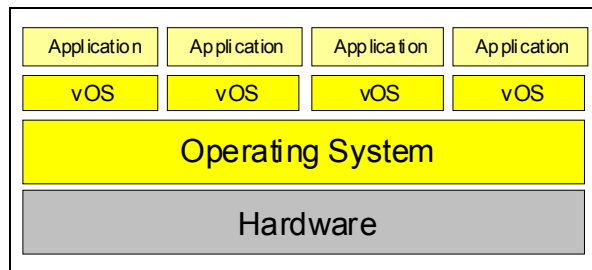 Application Application Application Application
vOS vOS vOS vOS
Operating System
Hardware